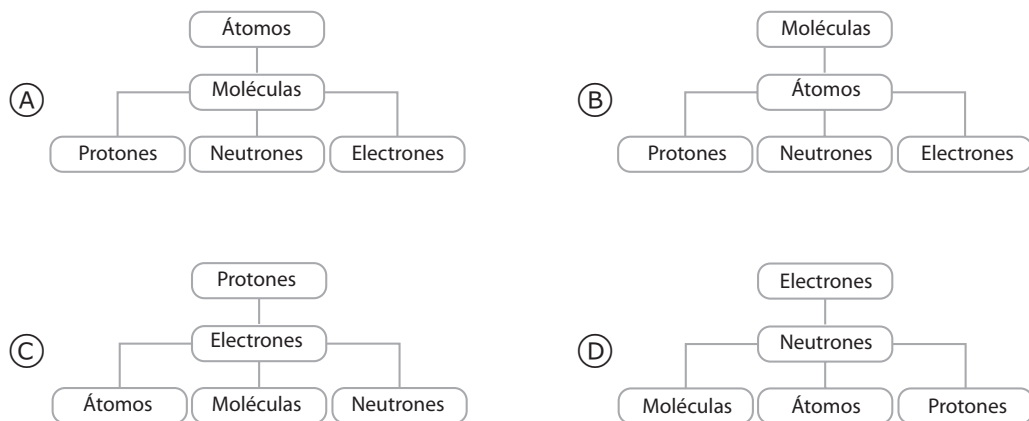 Átomos
A
Moléculas
Protones Neutrones Electrones
Moléculas
B
Átomos
Protones Neutrones Electrones
Protones
C
Electrones
Átomos Moléculas Neutrones
Electrones
D
Neutrones
Moléculas Átomos Protones